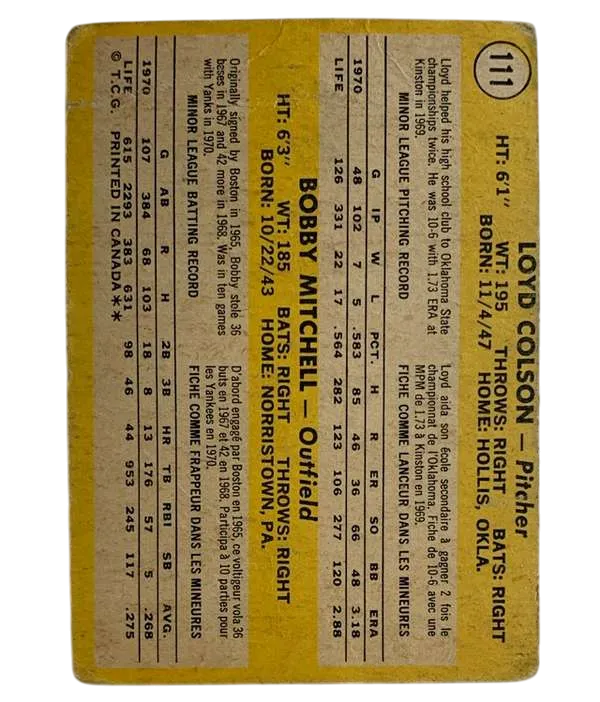 111
LOYD COLSON — Pitcher
HT: 6'1" WT: 195 THROWS: RIGHT BATS: RIGHT
BORN: 11/4/47 HOME: HOLLIS, OKLA.
Lloyd helped his high school club to Oklahoma State
championships twice. He was 10-6 with 1.73 ERA at
Kinston in 1969.
Loyd aida son école secondaire à gagner 2 fois le
championnat de l'Oklahoma. Fiche de 10-6 avec une
MPM de 1.73 à Kinston en 1969.
MINOR LEAGUE PITCHING RECORD FICHE COMME LANCEUR DANS LES MINEURES
G IP W L PCT. H R ER SO BB ERA
1970 48 102 7 5 .583 85 46 36 66 48 3.18
LIFE 126 331 22 17 .564 282 123 106 277 120 2.88
BOBBY MITCHELL — Outfield
HT: 6'3" WT: 185 BATS: RIGHT THROWS: RIGHT
BORN: 10/22/43 HOME: NORRISTOWN, PA.
Originally signed by Boston in 1965. Bobby stole 36
bases in 1967 and 42 more in 1968. Was in ten games
with Yanks in 1970.
D'abord engagé par Boston en 1965, ce voltigeur vola 36
buts en 1967 et 42 en 1968. Participa à 10 parties pour
les Yankees en 1970.
MINOR LEAGUE BATTING RECORD FICHE COMME FRAPPEUR DANS LES MINEURES
G AB R H 2B 3B HR TB RBI SB AVG.
1970 107 384 68 103 18 8 13 176 57 5 .268
LIFE 615 2293 383 631 98 46 44 953 245 117 .275
© T.C.G. PRINTED IN CANADA**